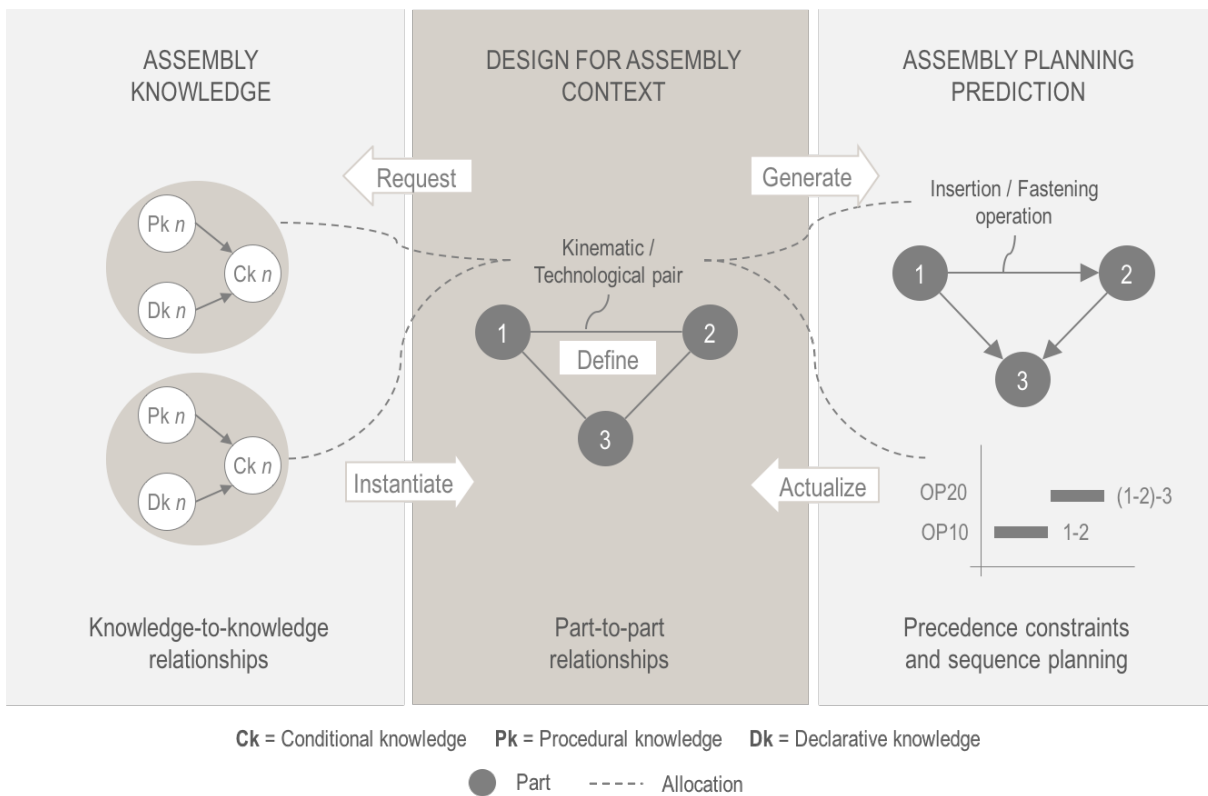 ASSEMBLY
KNOWLEDGE
DESIGN FOR ASSEMBLY
CONTEXT
ASSEMBLY PLANNING
PREDICTION
Request
Generate
Pk n
Ck n
Dk n
Kinematic /
Technological pair
1
2
Define
3
Insertion / Fastening
operation
1
2
3
Pk n
Ck n
Dk n
Instantiate
Actualize
OP20
(1-2)-3
OP10
1-2
Knowledge-to-knowledge
relationships
Part-to-part
relationships
Precedence constraints
and sequence planning
Ck = Conditional knowledge Pk = Procedural knowledge Dk = Declarative knowledge
Part Allocation